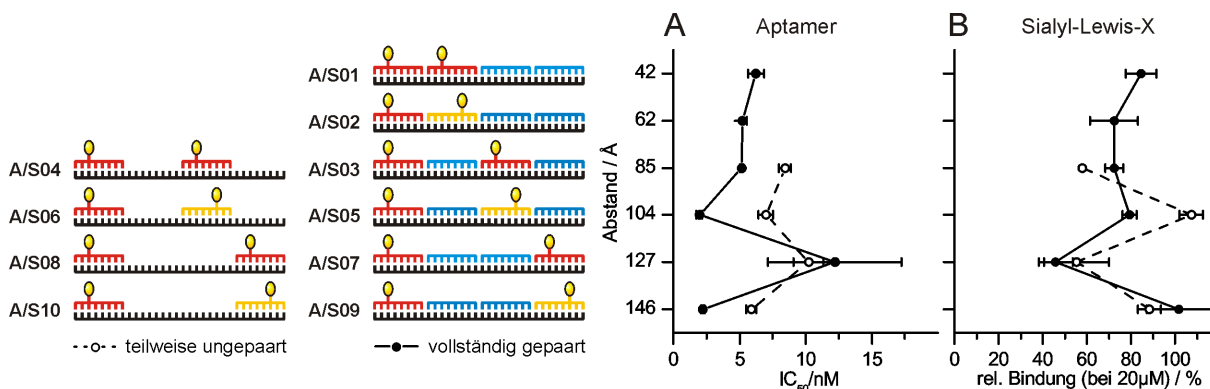 A/S04
A/S06
A/S08
A/S10
teilweise ungepaart
A/S01
A/S02
A/S03
A/S05
A/S07
A/S09
vollständig gepaart
A
Aptamer
Abstand / Å
42
62
85
104
127
146
0 5 10 15
IC50/nM
B
Sialyl-Lewis-X
0 20 40 60 80 100
rel. Bindung (bei 20µM) / %